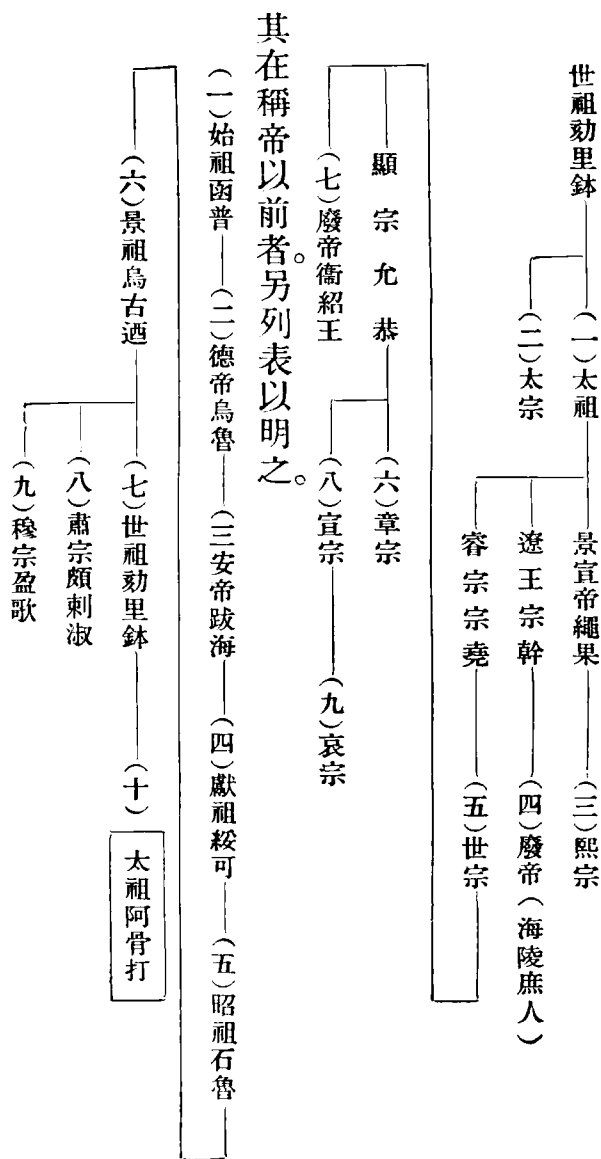 世祖劾里鉢 (一)太祖 景宣帝繩果 (三)熙宗
(二)太宗 遼王宗幹 (四)廢帝(海陵庶人)
睿宗宗堯 (五)世宗
顯宗允恭 (六)章宗
(七)廢帝衞紹王 (八)宣宗 (九)哀宗
其在稱帝以前者。另列表以明之。
(一)始祖函普 (二)德帝烏魯 (三安帝跋海 (四)獻祖綏可 (五)昭祖石魯
(六)景祖烏古迺 (七)世祖劾里鉢 (十) 太祖阿骨打
(八)肅宗頗剌淑
(九)穆宗盈歌